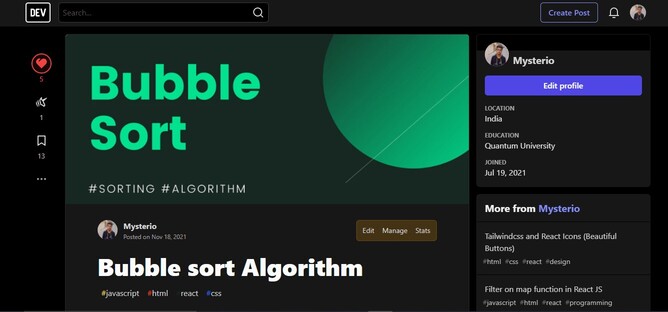 DEV
Search...
Create Post
5
1
13
Bubble
Sort
#SORTING #ALGORITHM
Mysterio
Posted on Nov 18, 2021
Edit Manage Stats
Bubble sort Algorithm
#javascript #html react #css
Mysterio
Edit profile
LOCATION
India
EDUCATION
Quantum University
JOINED
Jul 19, 2021
More from Mysterio
Tailwindcss and React Icons (Beautiful
Buttons)
#html #css #react #design
Filter on map function in React JS
#javascript #html #react #programming